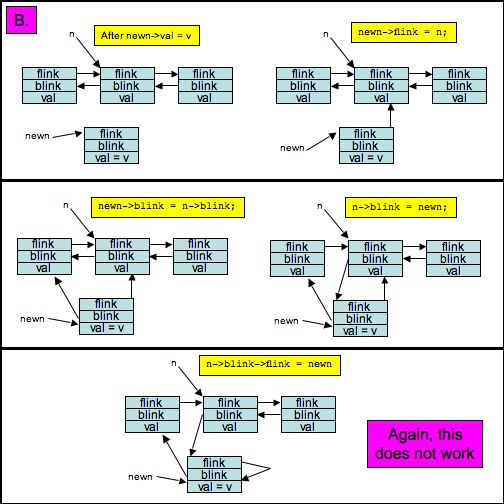 B.
n
After newn->val = v
flink flink flink
blink blink blink
val val val
newn
flink
blink
val = v
n
newn->flink = n;
flink flink flink
blink blink blink
val val val
newn
flink
blink
val = v
n
newn->blink = n->blink;
flink flink flink
blink blink blink
val val val
newn
flink
blink
val = v
n
n->blink = newn;
flink flink flink
blink blink blink
val val val
newn
flink
blink
val = v
n
n->blink->flink = newn
flink flink flink
blink blink blink
val val val
newn
flink
blink
val = v
Again, this
does not work